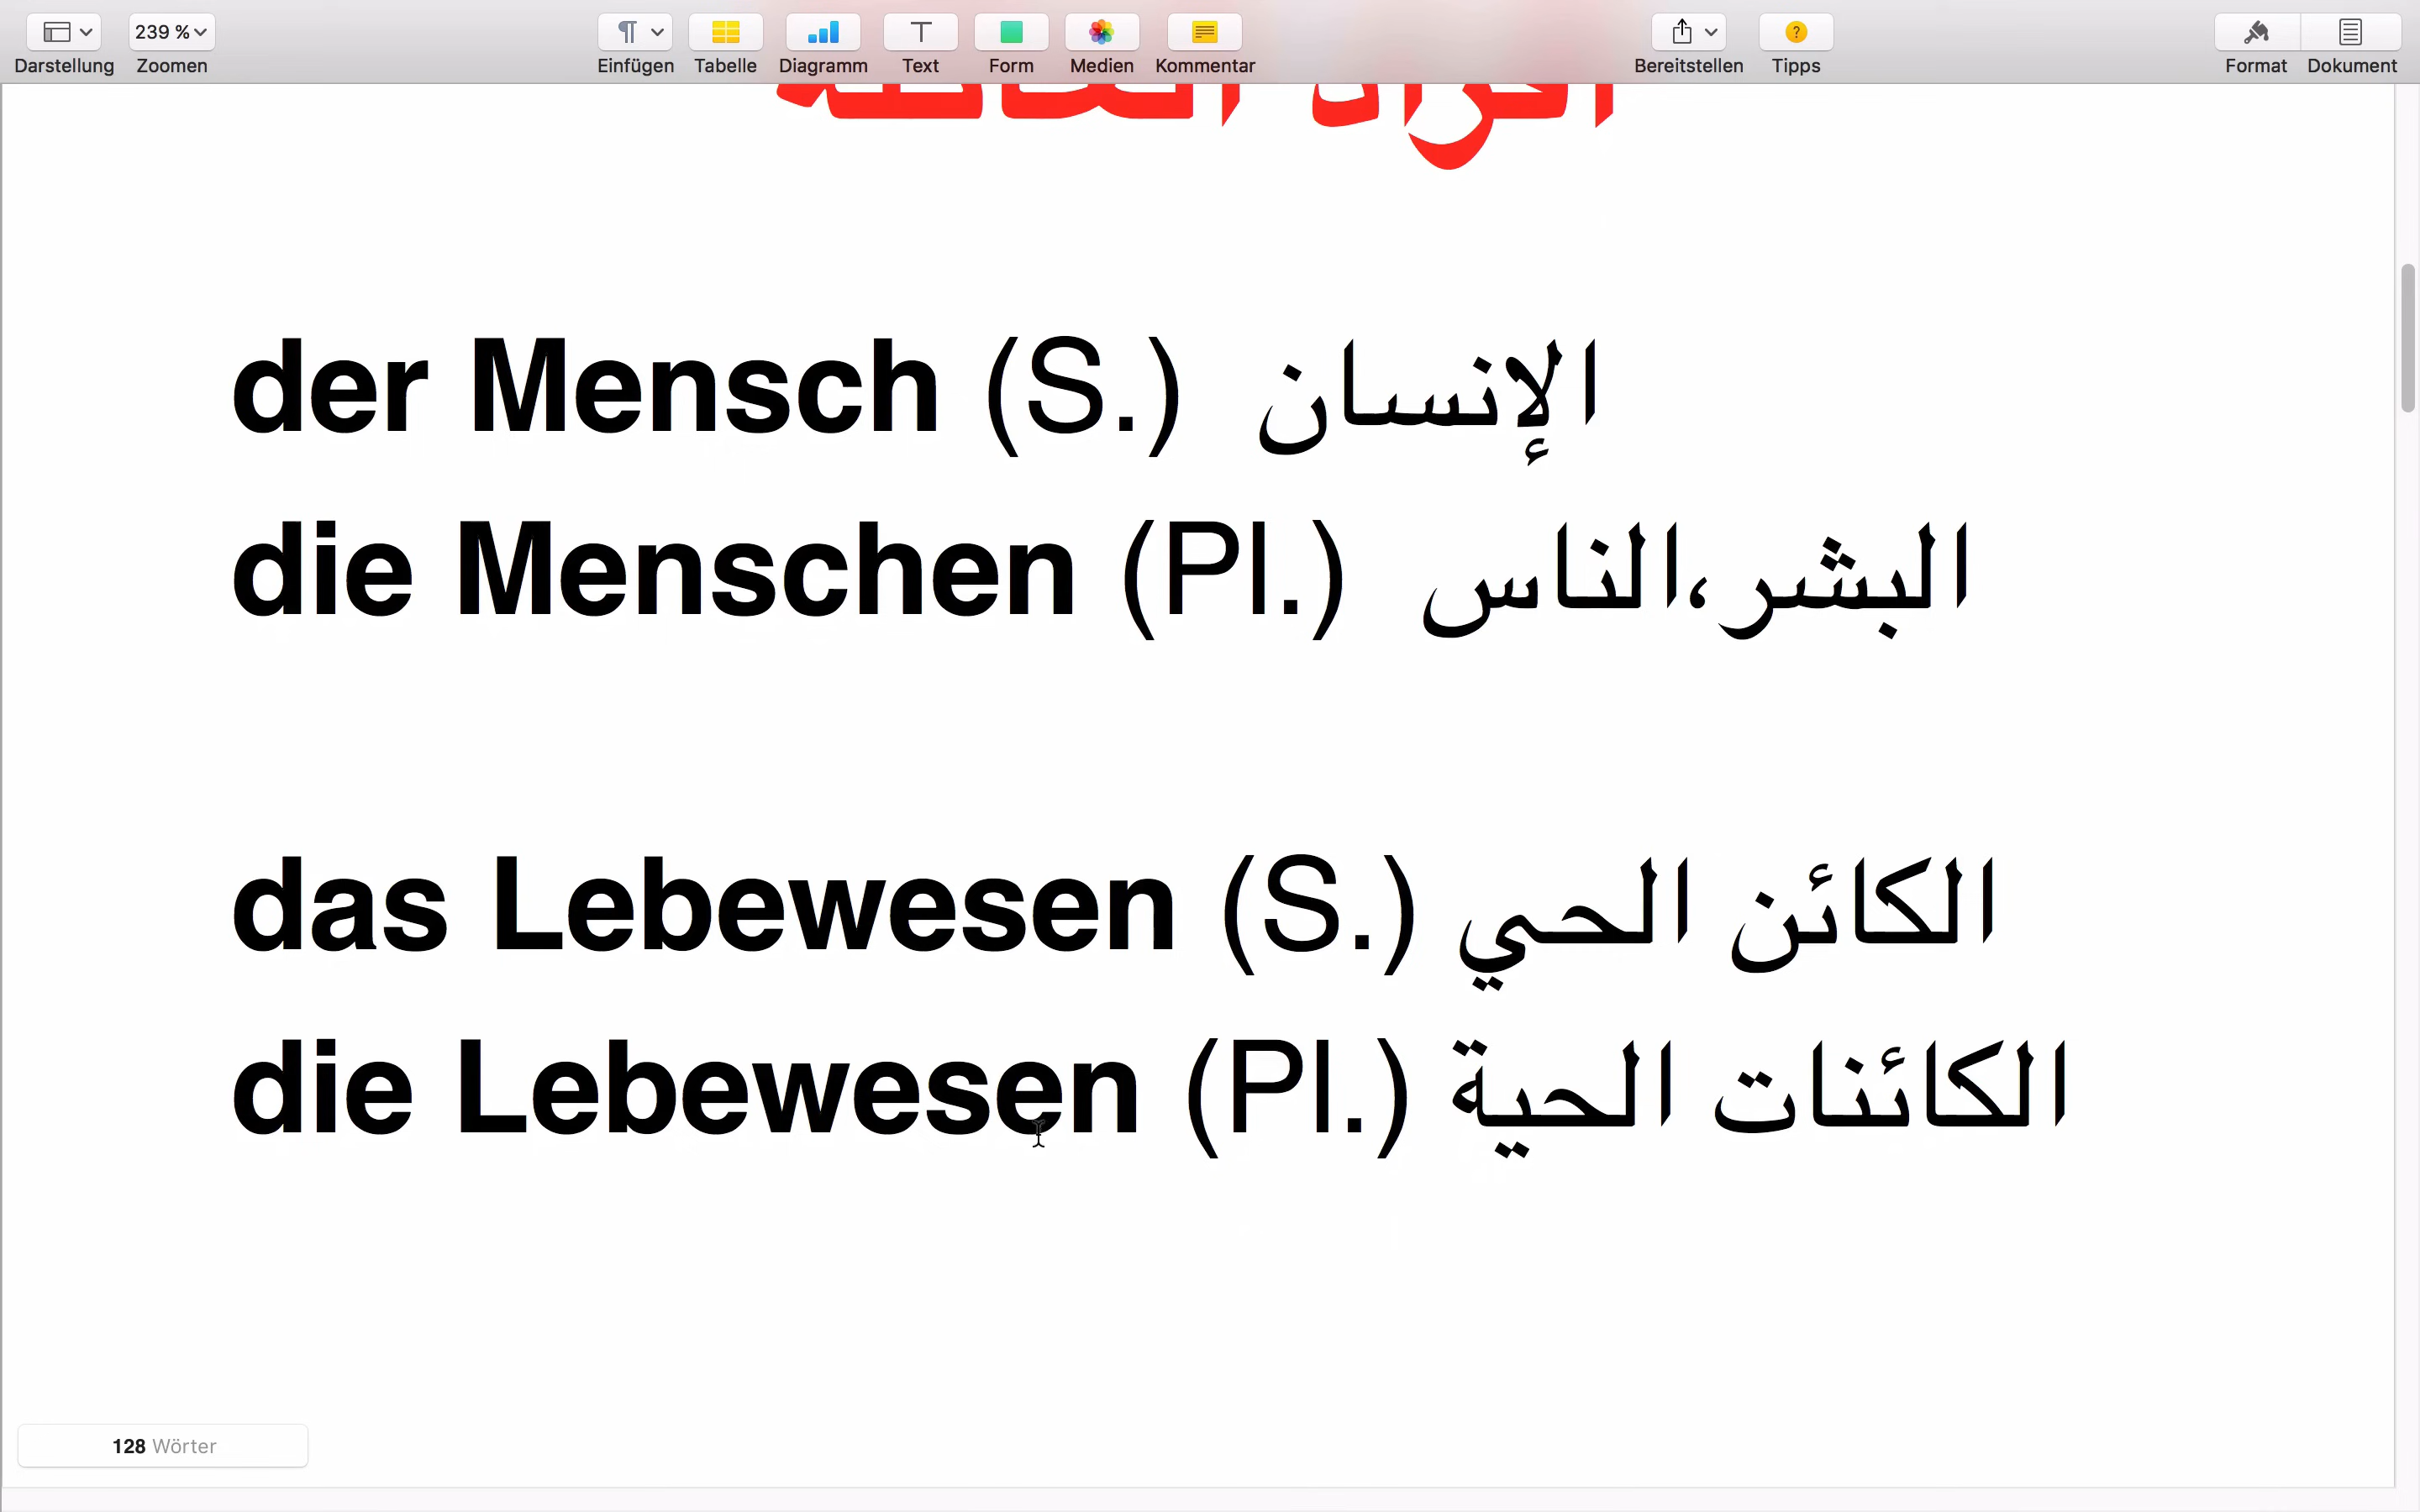 239 %
Darstellung Zoomen Einfügen Tabelle Diagramm Text Form Medien Kommentar Bereitstellen Tipps Format Dokument
der Mensch (S.) الإنسان
die Menschen (Pl.) البشر،الناس
das Lebewesen (S.) الكائن الحي
die Lebewesen (Pl.) الكائنات الحية
128 Wörter